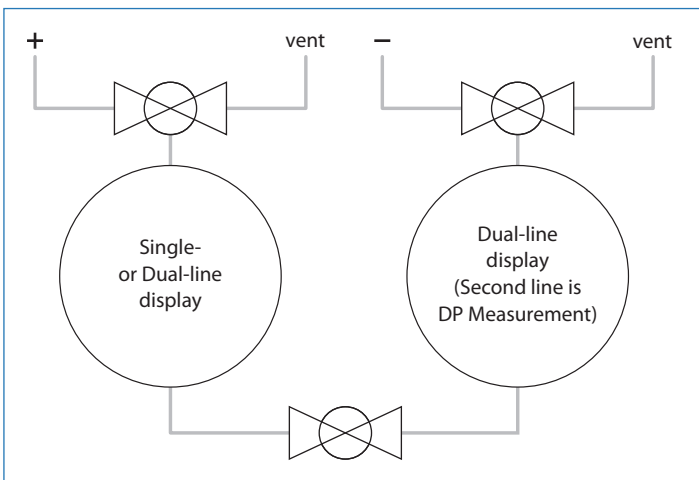 +
vent
−
vent
Single-
or Dual-line
display
Dual-line
display
(Second line is
DP Measurement)